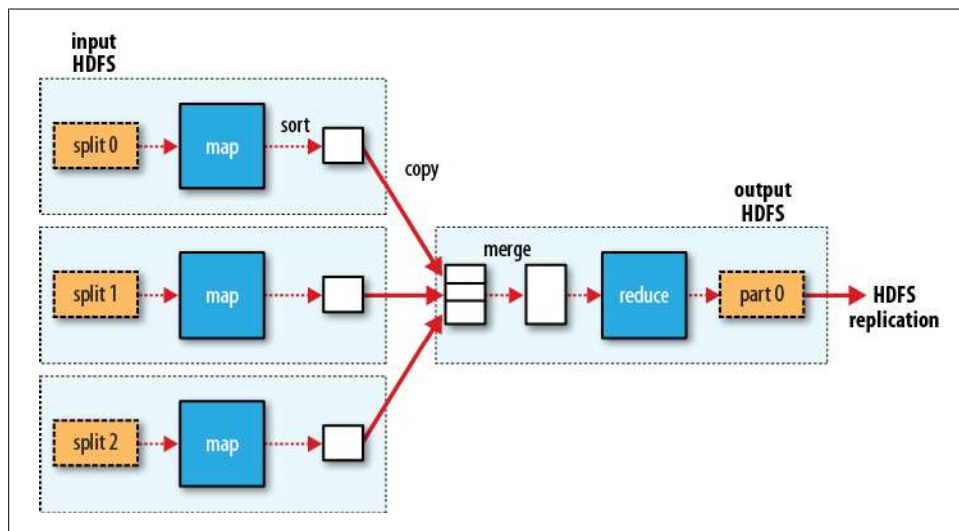 input
HDFS
split 0
map
sort
copy
split 1
map
split 2
map
merge
reduce
output
HDFS
part 0
HDFS
replication